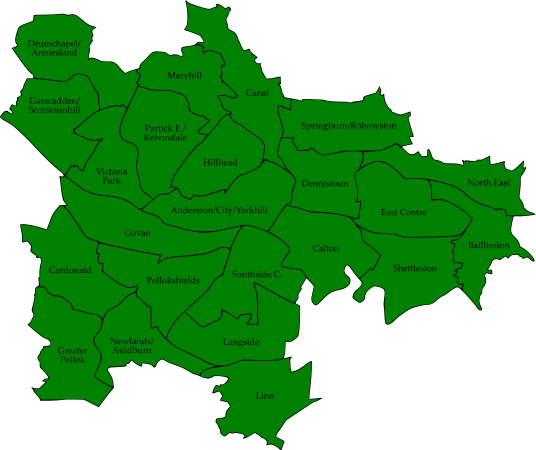 Drumchapel/
Anniesland
Maryhill
Canal
Garscadden/
Scotstounhill
Partick E./
Kelvindale
Springburn/Robroyston
Hillhead
Victoria
Park
Dennistoun
North East
Anderston/City/Yorkhill
East Centre
Govan
Calton
Baillieston
Cardonald
Pollokshields
Southside C.
Shettleston
Newlands/
Auldburn
Langside
Greater
Pollok
Linn